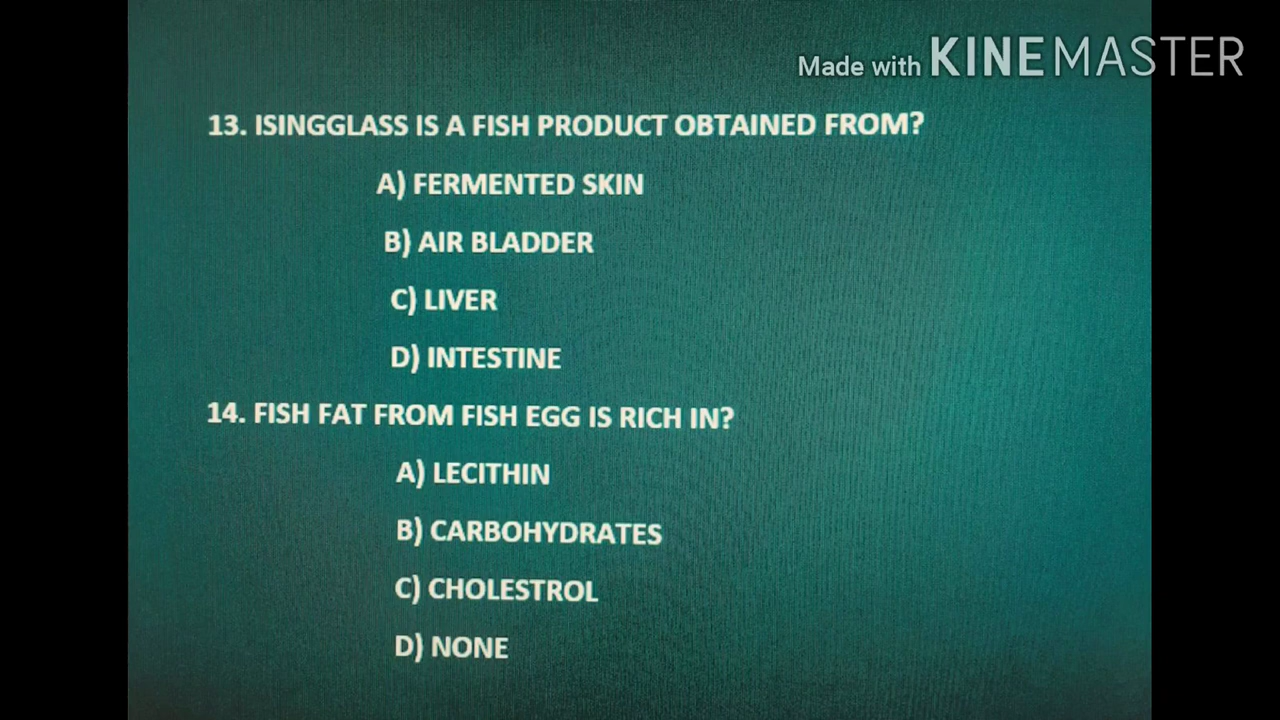 Made with KINEMASTER
13. ISINGGLASS IS A FISH PRODUCT OBTAINED FROM?
A) FERMENTED SKIN
B) AIR BLADDER
C) LIVER
D) INTESTINE
14. FISH FAT FROM FISH EGG IS RICH IN?
A) LECITHIN
B) CARBOHYDRATES
C) CHOLESTROL
D) NONE